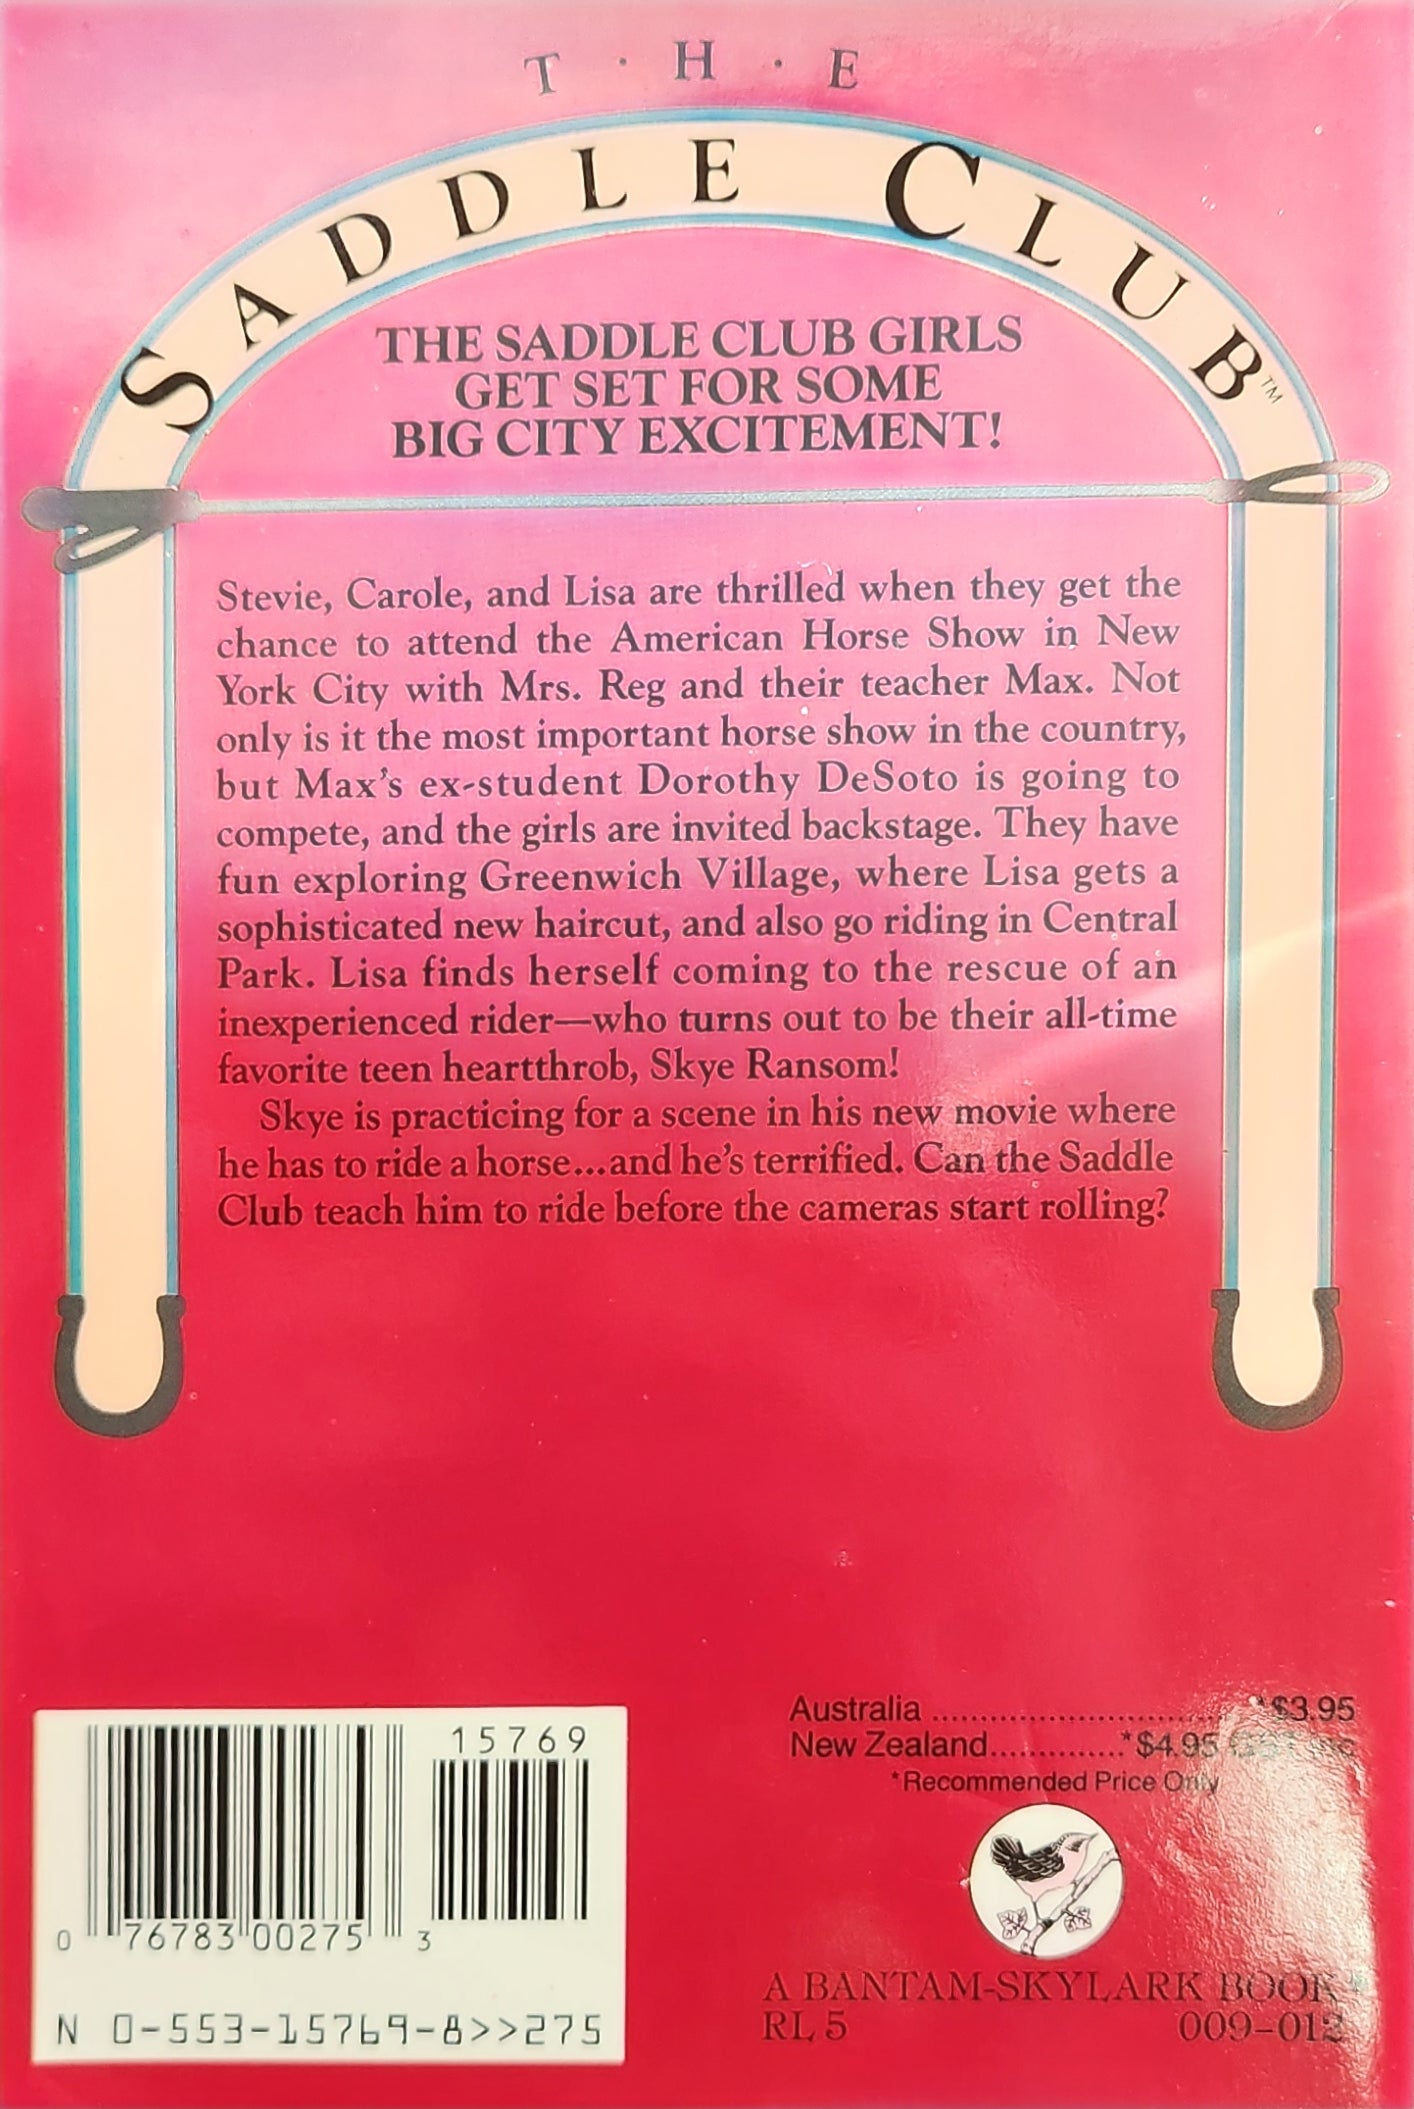 T·H·E
SADDLE CLUB™
THE SADDLE CLUB GIRLS
GET SET FOR SOME
BIG CITY EXCITEMENT!
Stevie, Carole, and Lisa are thrilled when they get the
chance to attend the American Horse Show in New
York City with Mrs. Reg and their teacher Max. Not
only is it the most important horse show in the country,
but Max's ex-student Dorothy DeSoto is going to
compete, and the girls are invited backstage. They have
fun exploring Greenwich Village, where Lisa gets a
sophisticated new haircut, and also go riding in Central
Park. Lisa finds herself coming to the rescue of an
inexperienced rider—who turns out to be their all-time
favorite teen heartthrob, Skye Ransom!
Skye is practicing for a scene in his new movie where
he has to ride a horse...and he's terrified. Can the Saddle
Club teach him to ride before the cameras start rolling?
Australia ............................*$3.95
New Zealand..............*$4.95 GST inc
*Recommended Price Only
15769
0 76783 00275 3
N 0-553-15769-8>>275
A BANTAM-SKYLARK BOOK
RL 5 009-012